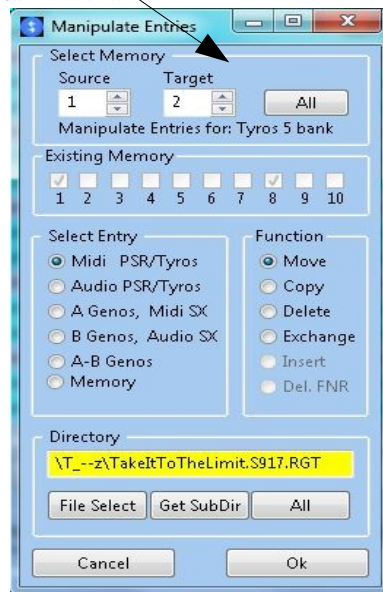 Manipulate Entries
Select Memory
Source Target
1 2 All
Manipulate Entries for: Tyros 5 bank
Existing Memory
1 2 3 4 5 6 7 8 9 10
Select Entry
Midi PSR/Tyros
Audio PSR/Tyros
A Genos, Midi SX
B Genos, Audio SX
A-B Genos
Memory
Function
Move
Copy
Delete
Exchange
Insert
Del. FNR
Directory
\T_--z\TakeItToTheLimit.S917.RGT
File Select Get SubDir All
Cancel Ok